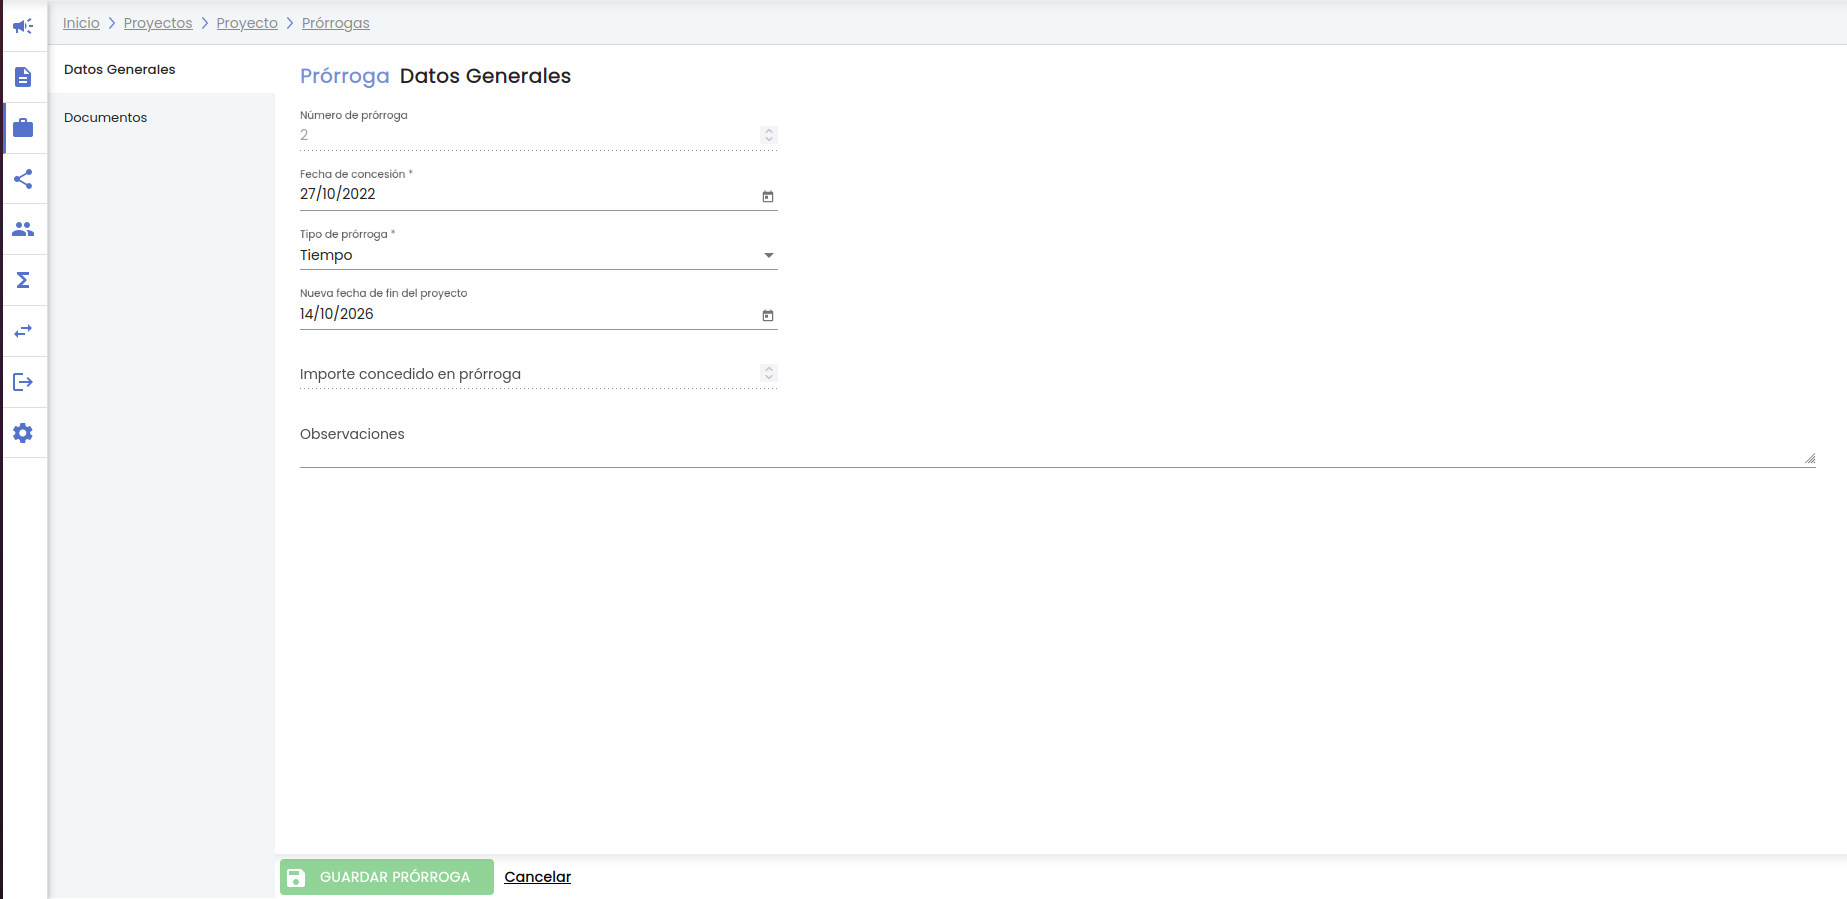 Inicio > Proyectos > Proyecto > Prórrogas
Datos Generales
Documentos
Prórroga Datos Generales
Número de prórroga
2
Fecha de concesión *
27/10/2022
Tipo de prórroga *
Tiempo
Nueva fecha de fin del proyecto
14/10/2026
Importe concedido en prórroga
Observaciones
GUARDAR PRÓRROGA Cancelar